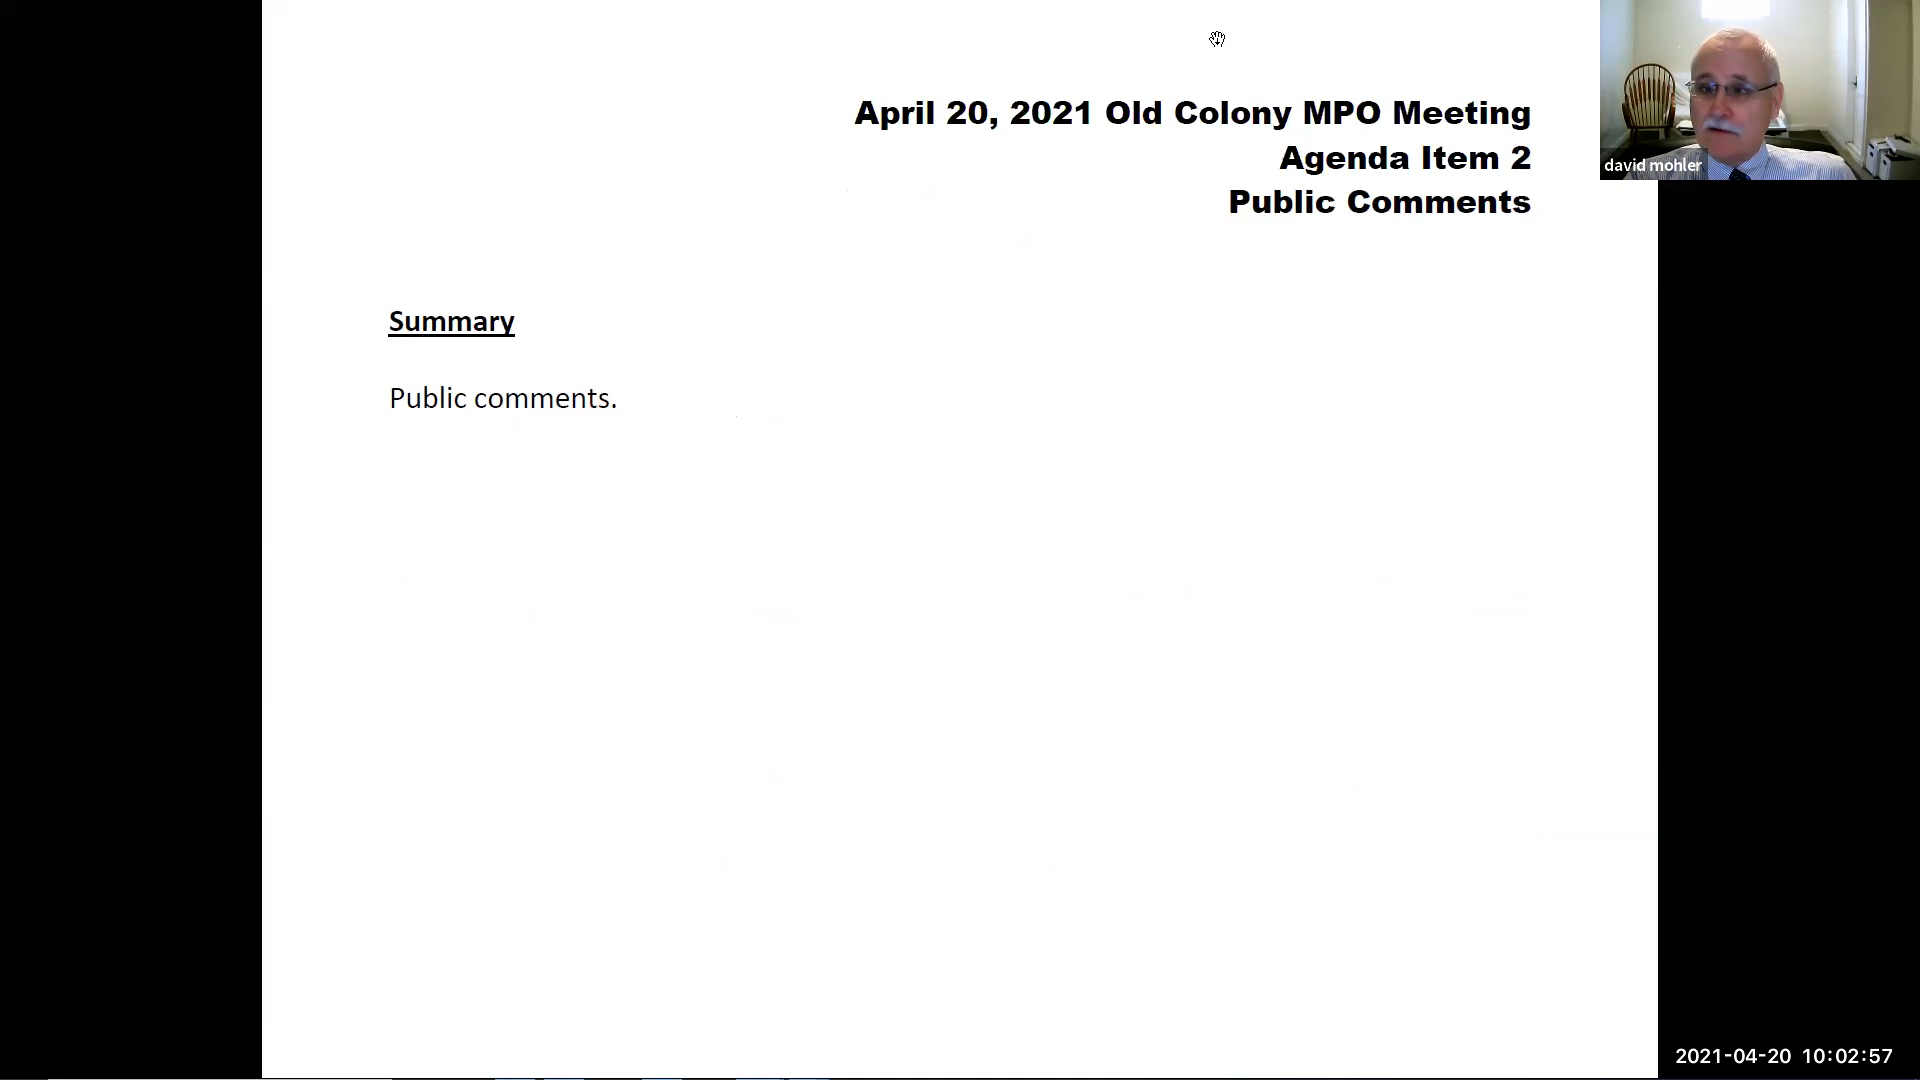 April 20, 2021 Old Colony MPO Meeting
Agenda Item 2
Public Comments
david mohler
Summary
Public comments.
2021-04-20 10:02:57